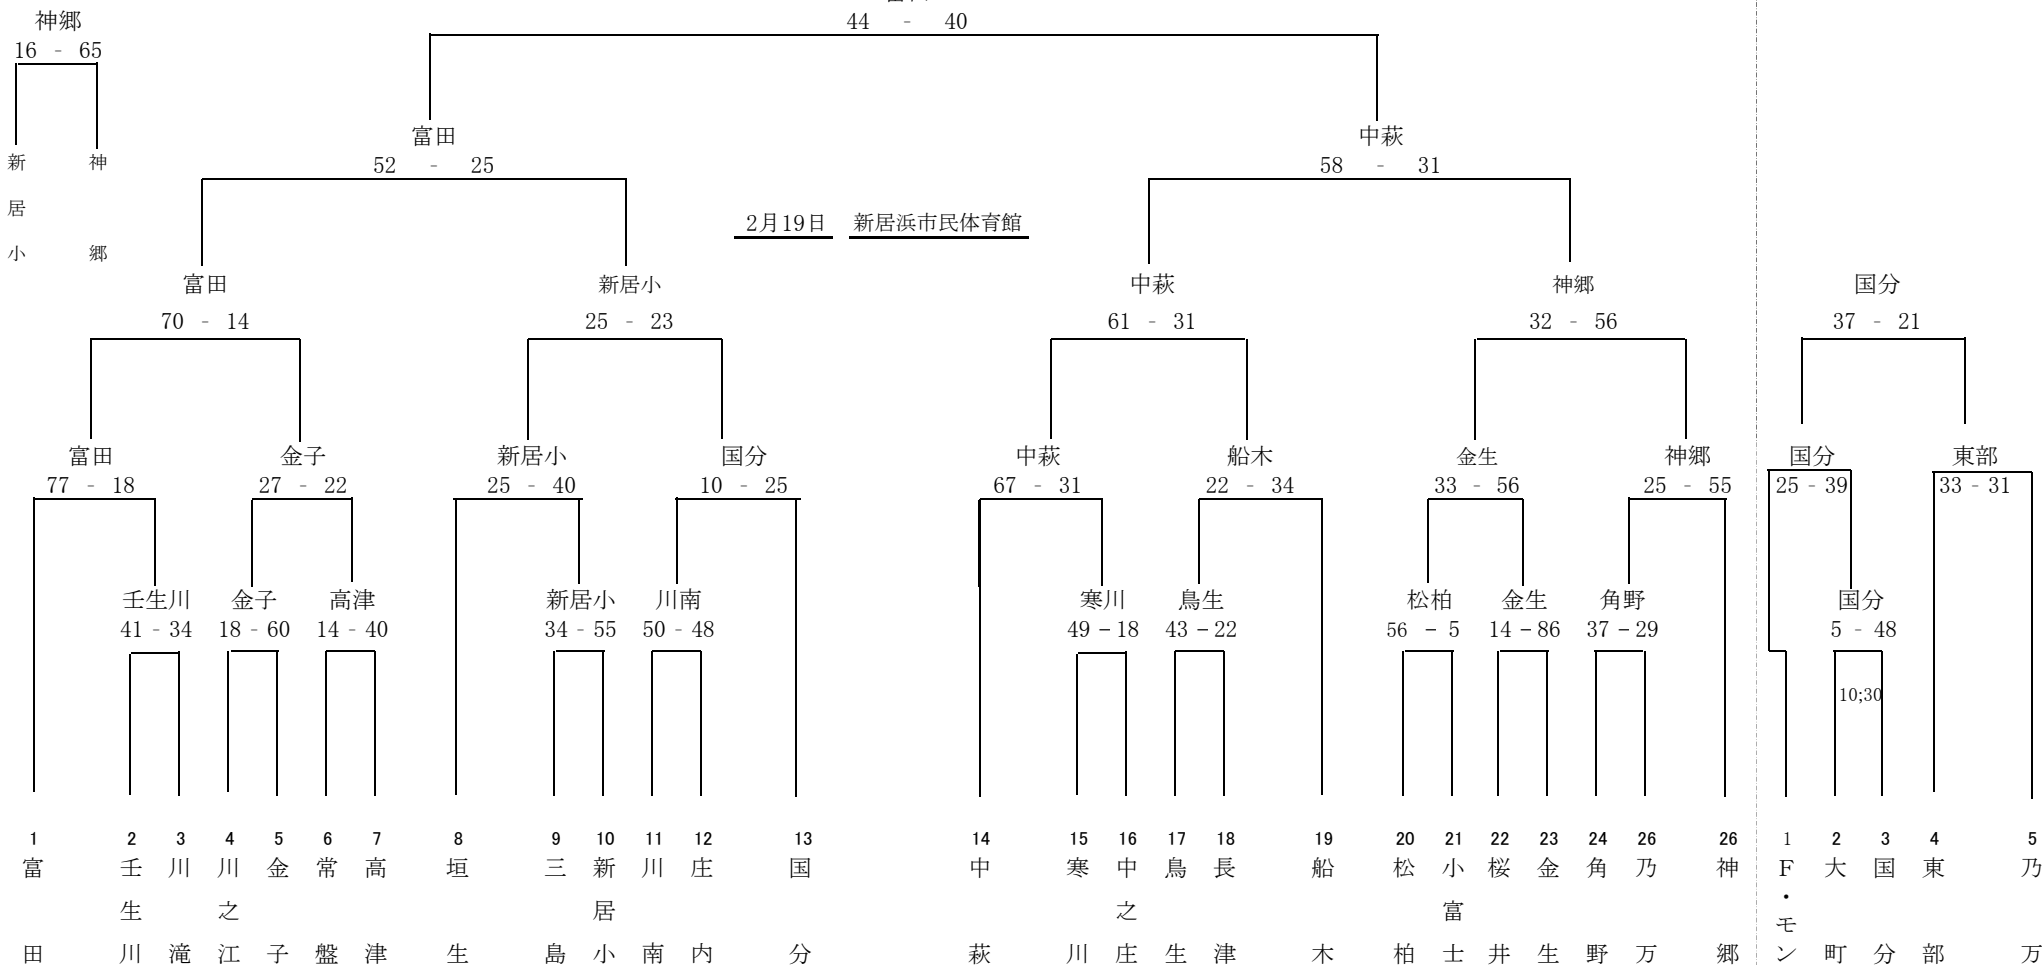 44 - 40
神郷
16 - 65
新居小
神郷
富田
52 - 25
中萩
58 - 31
2月19日 新居浜市民体育館
富田
新居小
中萩
神郷
国分
70 - 14
25 - 23
61 - 31
32 - 56
37 - 21
富田
金子
新居小
国分
中萩
船木
金生
神郷
国分
東部
77 - 18
27 - 22
25 - 40
10 - 25
67 - 31
22 - 34
33 - 56
25 - 55
25 - 39
33 - 31
壬生川
金子
高津
新居小
川南
寒川
鳥生
松柏
金生
角野
国分
41 - 34
18 - 60
14 - 40
34 - 55
50 - 48
49 - 18
43 - 22
56 - 5
14 - 86
37 - 29
5 - 48
10;30
1 富田
2 壬生川
3 川滝
4 川之江
5 金子
6 常盤
7 高津
8 垣生
9 三島
10 新居小
11 川南
12 庄内
13 国分
14 中萩
15 寒川
16 中之庄
17 鳥生
18 長津
19 船木
20 松柏
21 小富士
22 桜井
23 金生
24 角野
26 乃万
26 神郷
1 F・モン
2 大町
3 国分
4 東部
5 乃万